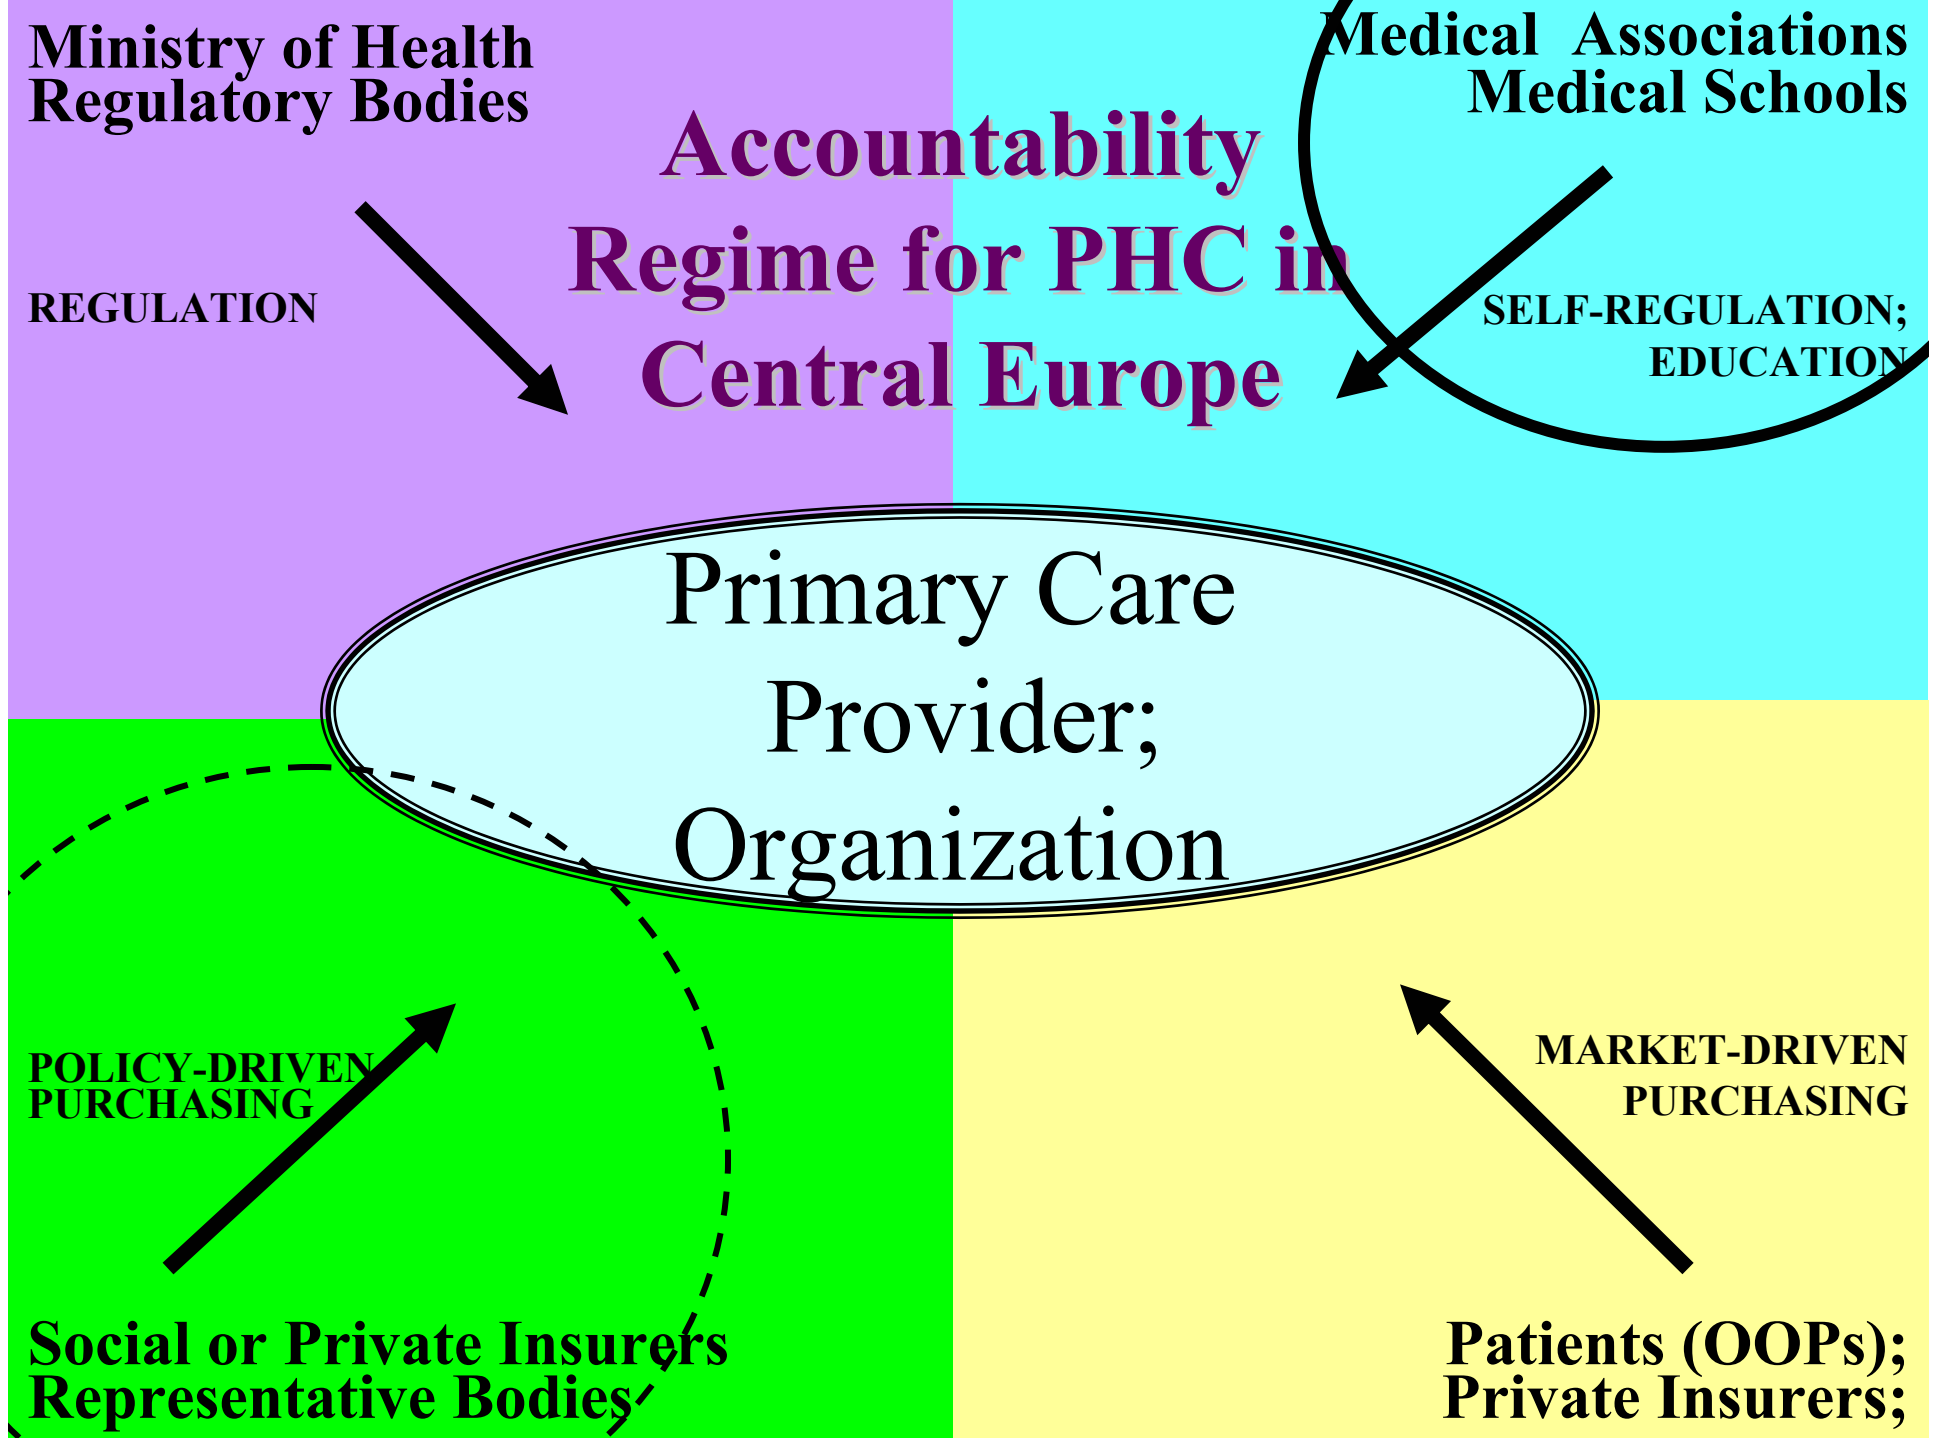 Ministry of Health
Regulatory Bodies
Medical Associations
Medical Schools
Accountability
Regime for PHC in
Central Europe
REGULATION
SELF-REGULATION;
EDUCATION
Primary Care
Provider;
Organization
POLICY-DRIVEN
PURCHASING
MARKET-DRIVEN
PURCHASING
Social or Private Insurers
Representative Bodies
Patients (OOPs);
Private Insurers;